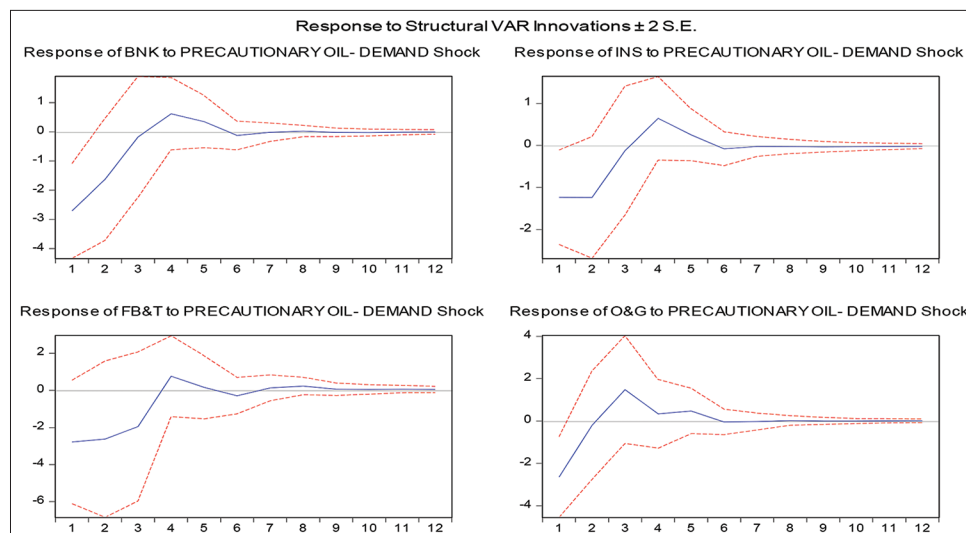 Response to Structural VAR Innovations ± 2 S.E.
Response of BNK to PRECAUTIONARY OIL- DEMAND Shock
1
0
-1
-2
-3
-4
1 2 3 4 5 6 7 8 9 10 11 12
Response of INS to PRECAUTIONARY OIL- DEMAND Shock
1
0
-1
-2
1 2 3 4 5 6 7 8 9 10 11 12
Response of FB&T to PRECAUTIONARY OIL- DEMAND Shock
2
0
-2
-4
-6
1 2 3 4 5 6 7 8 9 10 11 12
Response of O&G to PRECAUTIONARY OIL- DEMAND Shock
4
2
0
-2
-4
1 2 3 4 5 6 7 8 9 10 11 12